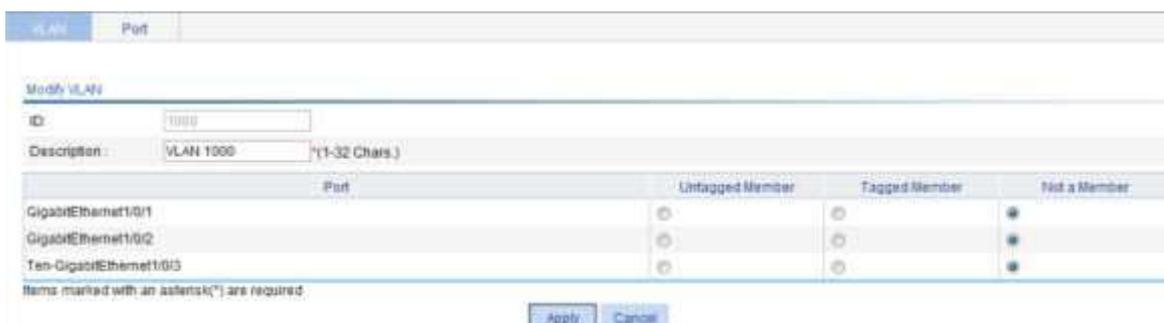 VLAN Port
Modify VLAN
ID: 1000
Description : VLAN 1000 *(1-32 Chars.)
Port Untagged Member Tagged Member Not a Member
GigabitEthernet1/0/1
GigabitEthernet1/0/2
Ten-GigabitEthernet1/0/3
Items marked with an asterisk(*) are required
Apply Cancel